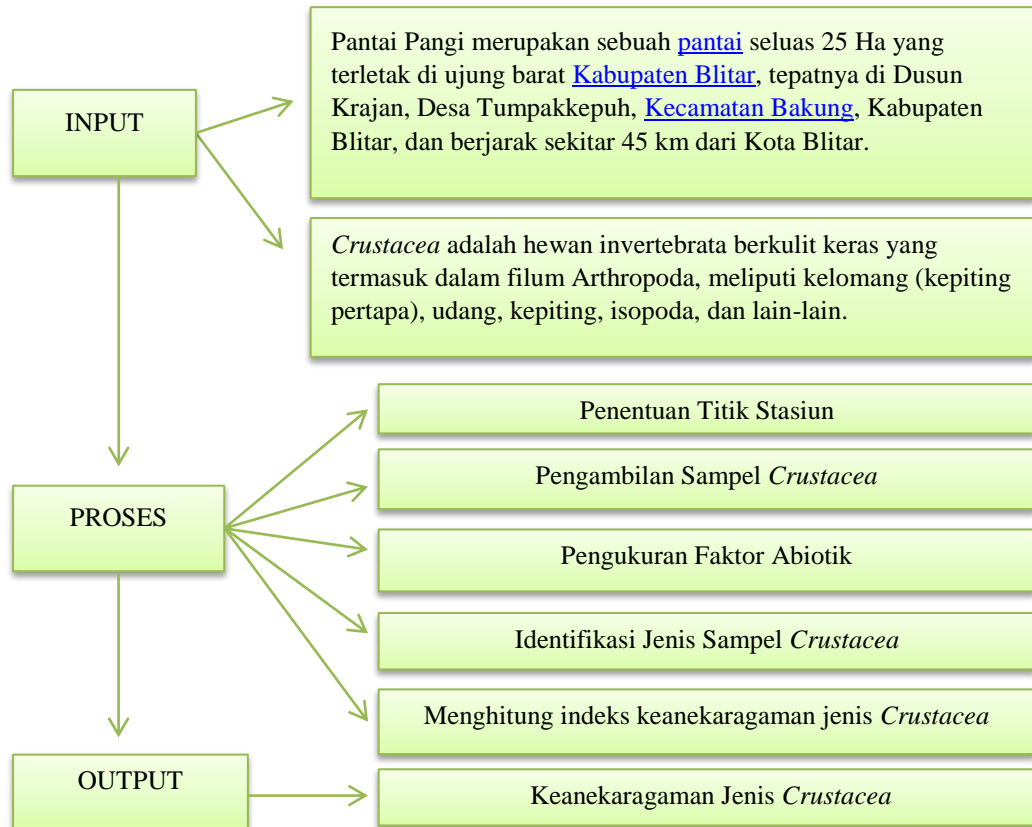 INPUT
Pantai Pangi merupakan sebuah pantai seluas 25 Ha yang
terletak di ujung barat Kabupaten Blitar, tepatnya di Dusun
Krajan, Desa Tumpakkepuh, Kecamatan Bakung, Kabupaten
Blitar, dan berjarak sekitar 45 km dari Kota Blitar.
Crustacea adalah hewan invertebrata berkulit keras yang
termasuk dalam filum Arthropoda, meliputi kelomang (kepiting
pertapa), udang, kepiting, isopoda, dan lain-lain.
PROSES
Penentuan Titik Stasiun
Pengambilan Sampel Crustacea
Pengukuran Faktor Abiotik
Identifikasi Jenis Sampel Crustacea
Menghitung indeks keanekaragaman jenis Crustacea
OUTPUT
Keanekaragaman Jenis Crustacea